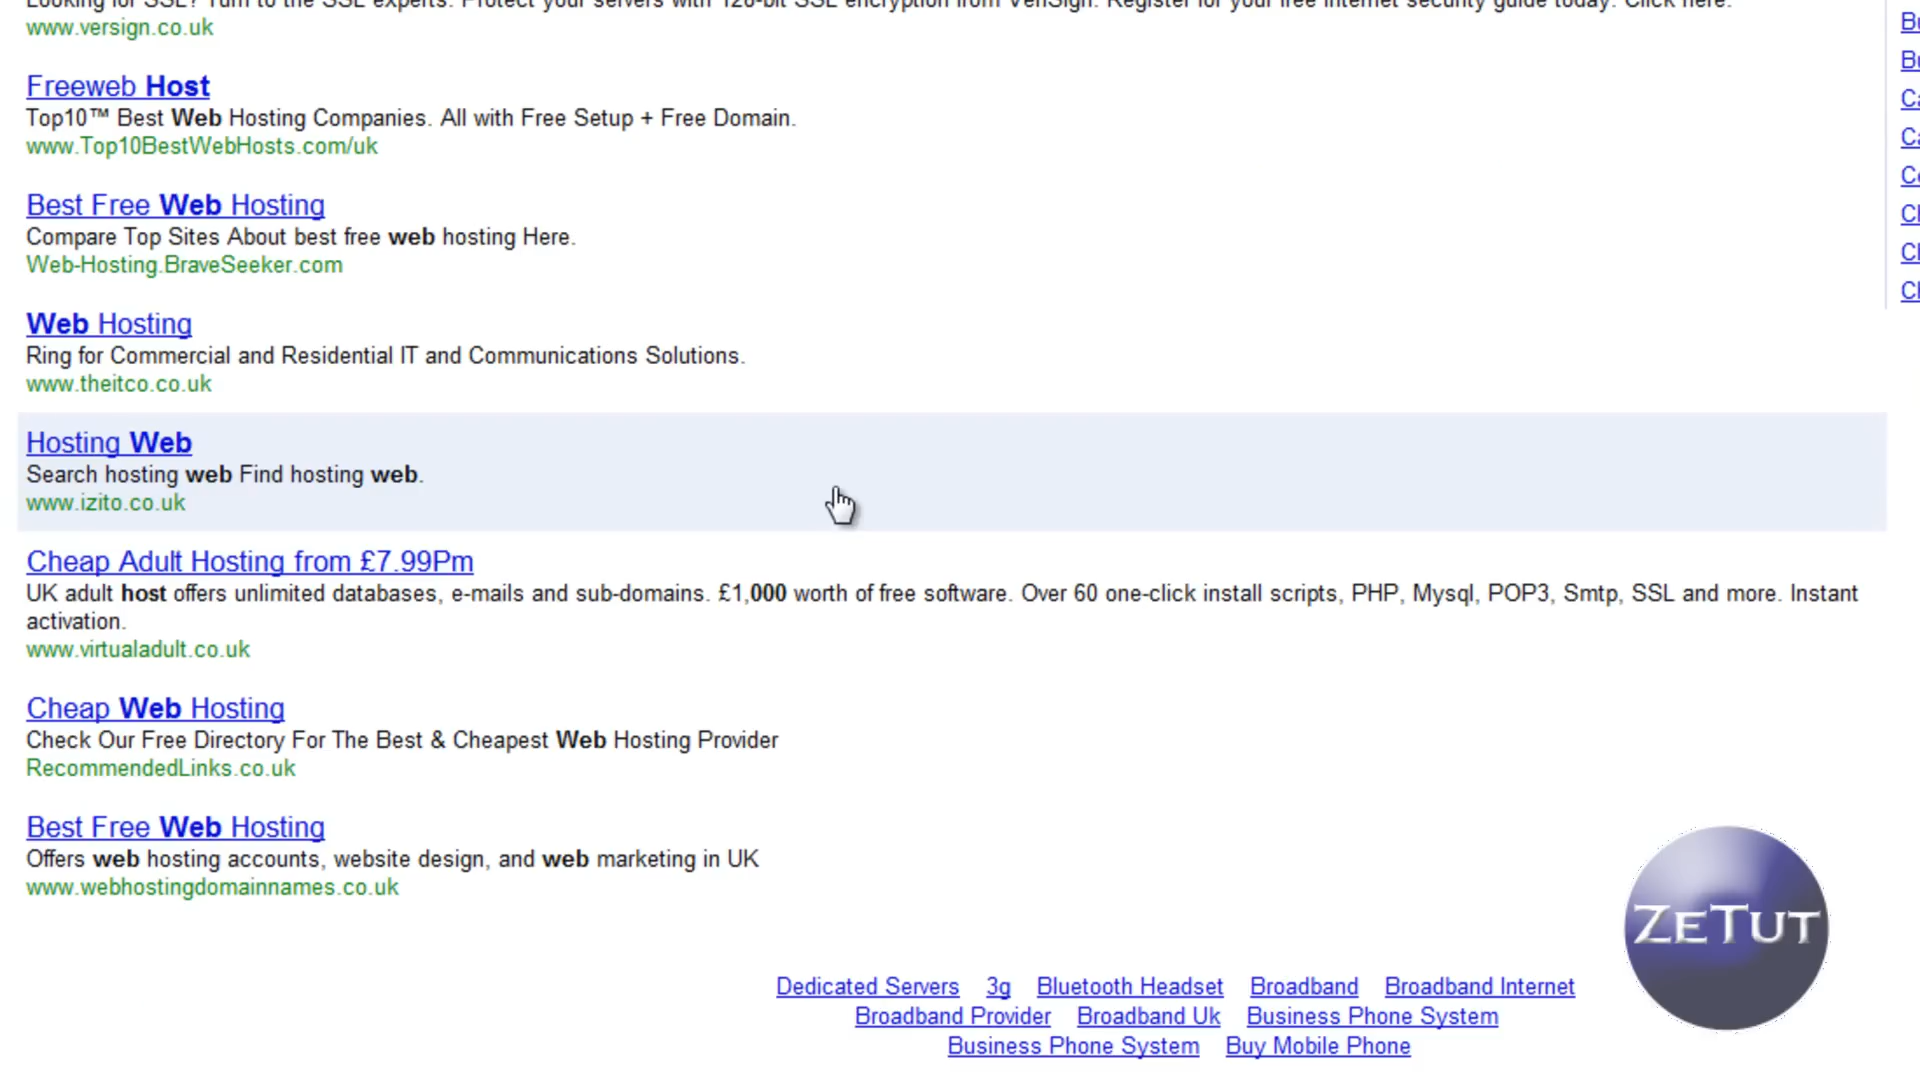 Looking for SSL? Turn to the SSL experts. Protect your servers with 128-bit SSL encryption from VeriSign. Register for your free internet security guide today. Click here.
www.versign.co.uk
Freeweb Host
Top10™ Best Web Hosting Companies. All with Free Setup + Free Domain.
www.Top10BestWebHosts.com/uk
Best Free Web Hosting
Compare Top Sites About best free web hosting Here.
Web-Hosting.BraveSeeker.com
Web Hosting
Ring for Commercial and Residential IT and Communications Solutions.
www.theitco.co.uk
Hosting Web
Search hosting web Find hosting web.
www.izito.co.uk
Cheap Adult Hosting from £7.99Pm
UK adult host offers unlimited databases, e-mails and sub-domains. £1,000 worth of free software. Over 60 one-click install scripts, PHP, Mysql, POP3, Smtp, SSL and more. Instant
activation.
www.virtualadult.co.uk
Cheap Web Hosting
Check Our Free Directory For The Best & Cheapest Web Hosting Provider
RecommendedLinks.co.uk
Best Free Web Hosting
Offers web hosting accounts, website design, and web marketing in UK
www.webhostingdomainnames.co.uk
ZeTut
Dedicated Servers 3g Bluetooth Headset Broadband Broadband Internet
Broadband Provider Broadband Uk Business Phone System
Business Phone System Buy Mobile Phone